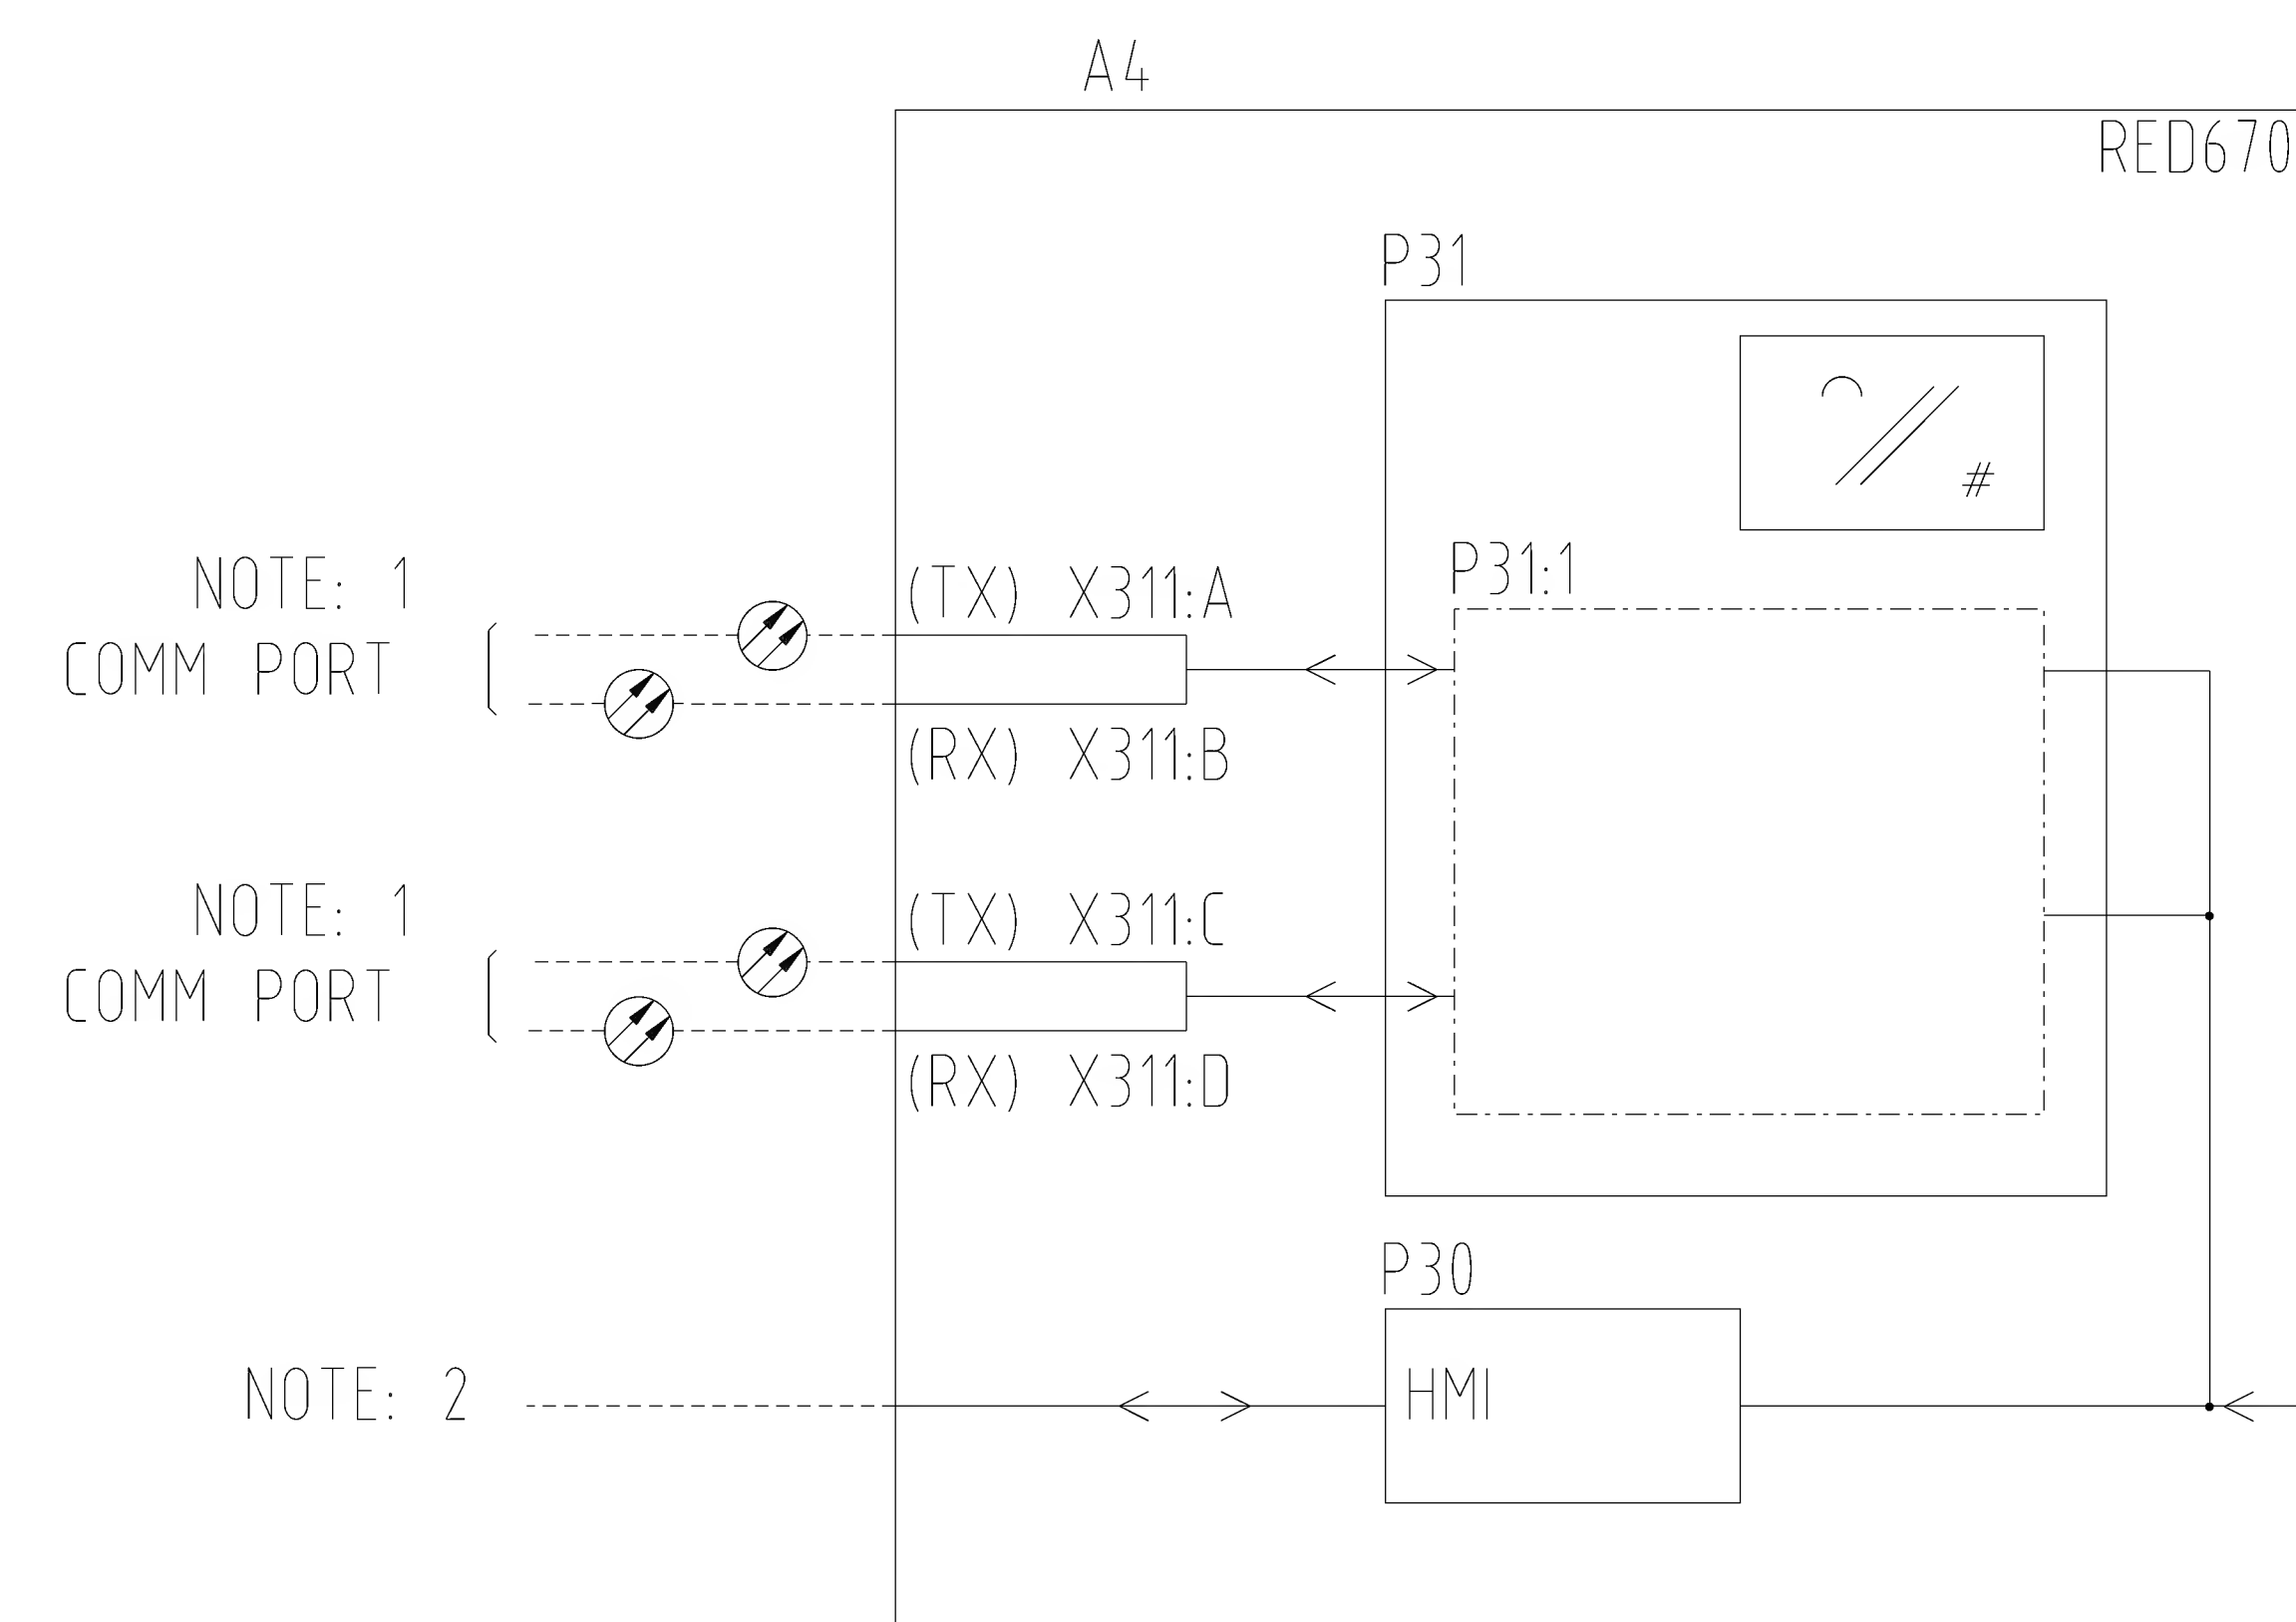 A4
RED670
P31
#
P31:1
NOTE: 1
COMM PORT
(TX) X311:A
(RX) X311:B
NOTE: 1
COMM PORT
(TX) X311:C
(RX) X311:D
P30
HMI
NOTE: 2